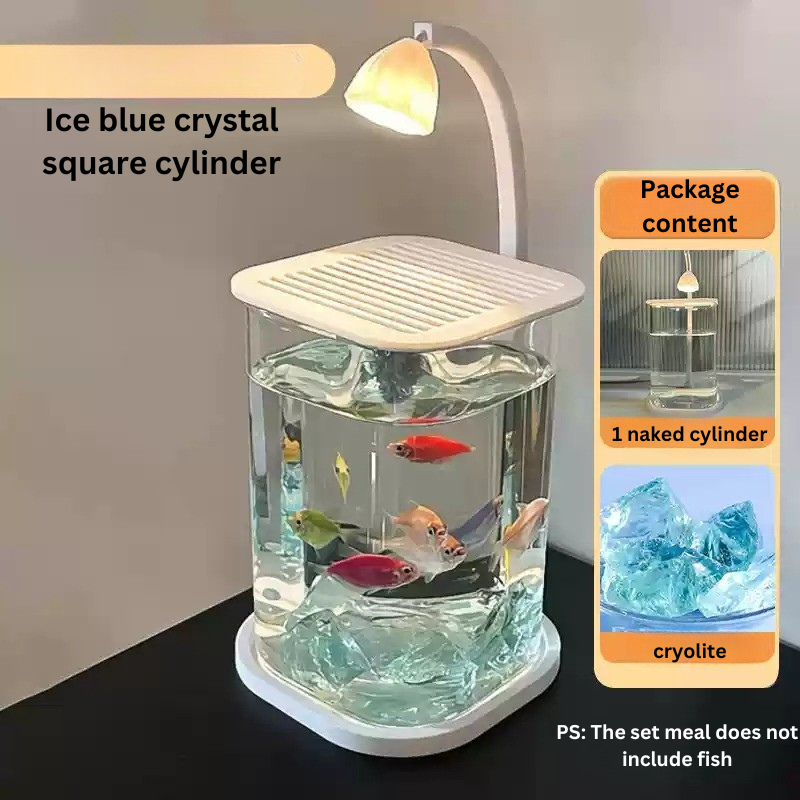 Ice blue crystal
square cylinder
Package
content
1 naked cylinder
cryolite
PS: The set meal does not
include fish